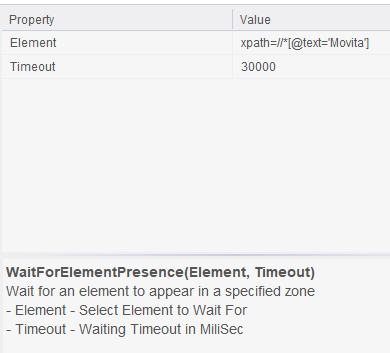 Property Value
Element xpath=//*[@text='Movita']
Timeout 30000
WaitForElementPresence(Element, Timeout)
Wait for an element to appear in a specified zone
- Element - Select Element to Wait For
- Timeout - Waiting Timeout in MiliSec